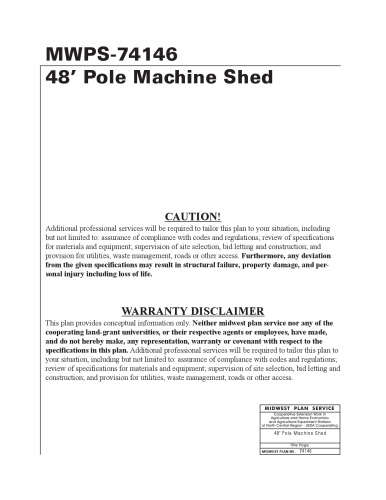 MWPS-74146
48' Pole Machine Shed
CAUTION!
Additional professional services will be required to tailor this plan to your situation, including
but not limited to: assurance of compliance with codes and regulations; review of specifications
for materials and equipment; supervision of site selection, bid letting and construction; and
provision for utilities, waste management, roads or other access. Furthermore, any deviation
from the given specifications may result in structural failure, property damage, and per-
sonal injury including loss of life.
WARRANTY DISCLAIMER
This plan provides conceptual information only. Neither midwest plan service nor any of the
cooperating land-grant universities, or their respective agents or employees, have made,
and do not hereby make, any representation, warranty or covenant with respect to the
specifications in this plan. Additional professional services will be required to tailor this plan to
your situation, including but not limited to: assurance of compliance with codes and regulations;
review of specifications for materials and equipment; supervision of site selection, bid letting and
construction; and provision for utilities, waste management, roads or other access.
MIDWEST PLAN SERVICE
Cooperative Extension Work in
Agriculture and Home Economics
and Agricultural Experiment Stations
of North Central Region - USDA Cooperating
48' Pole Machine Shed
Title Page
MIDWEST PLAN NO. 74146